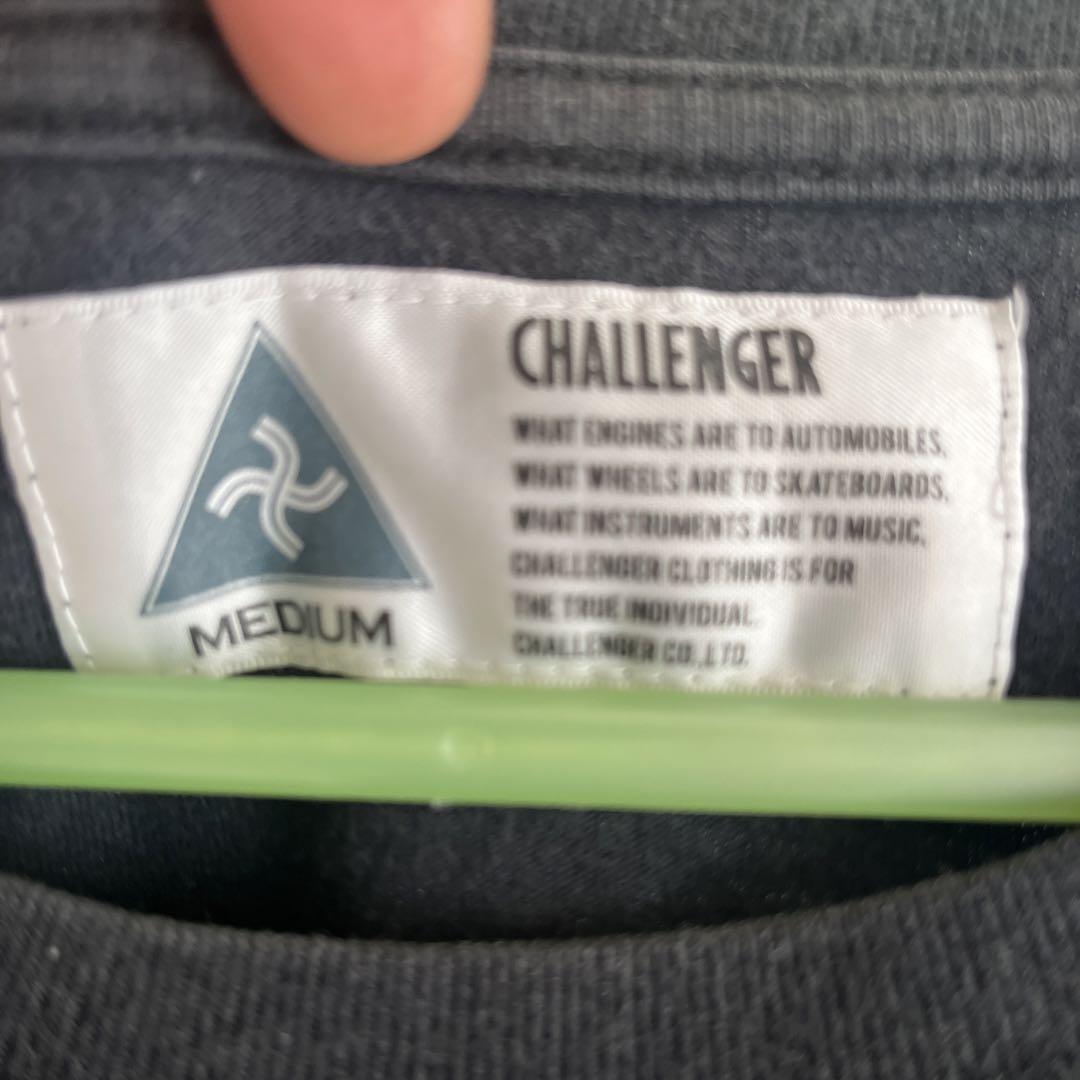 CHALLENGER
WHAT ENGINES ARE TO AUTOMOBILES,
WHAT WHEELS ARE TO SKATEBOARDS,
WHAT INSTRUMENTS ARE TO MUSIC,
CHALLENGER CLOTHING IS FOR
THE TRUE INDIVIDUAL.
CHALLENGER CO.,LTD.
MEDIUM